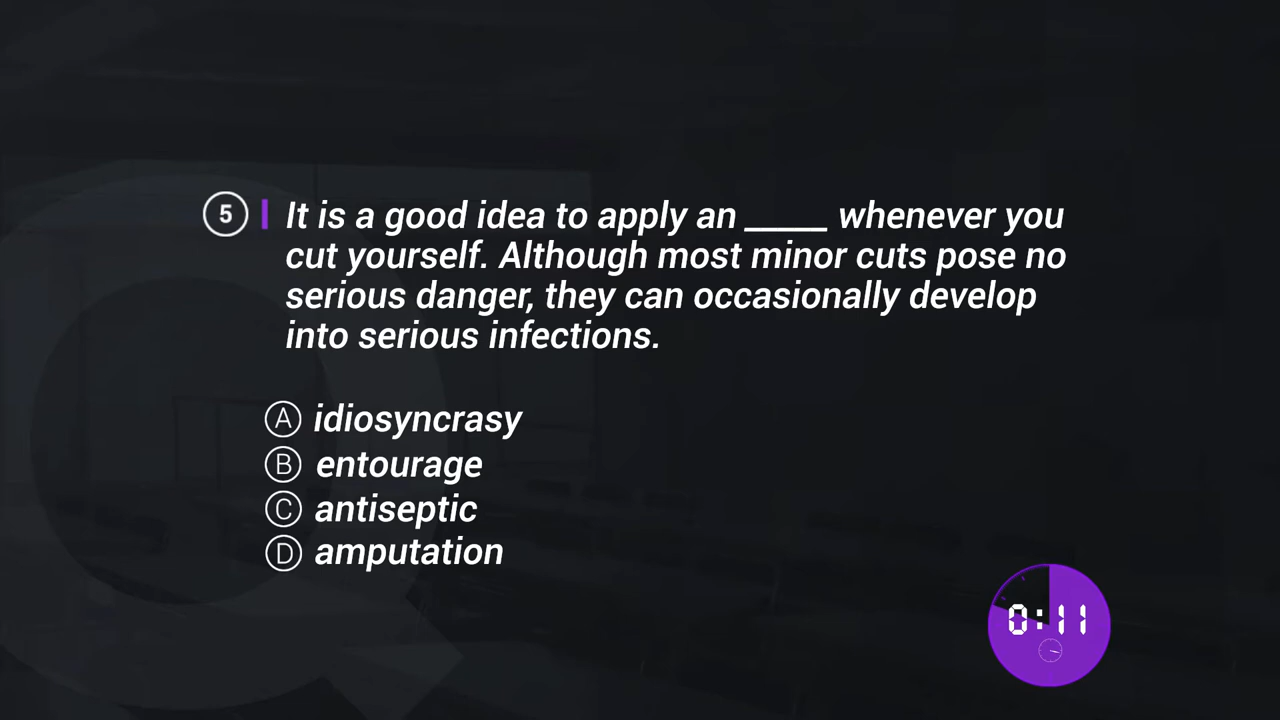 5 It is a good idea to apply an _____ whenever you
cut yourself. Although most minor cuts pose no
serious danger, they can occasionally develop
into serious infections.
A idiosyncrasy
B entourage
C antiseptic
D amputation
0:11